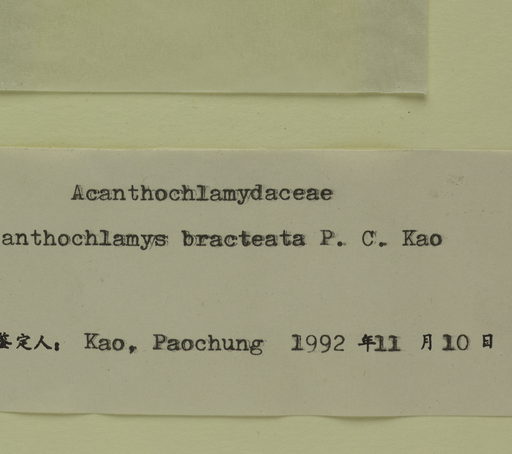 Acanthochlamydaceae
anthochlamys bracteata P. C. Kao
鉴定人: Kao, Paochung 1992 年11 月10 日